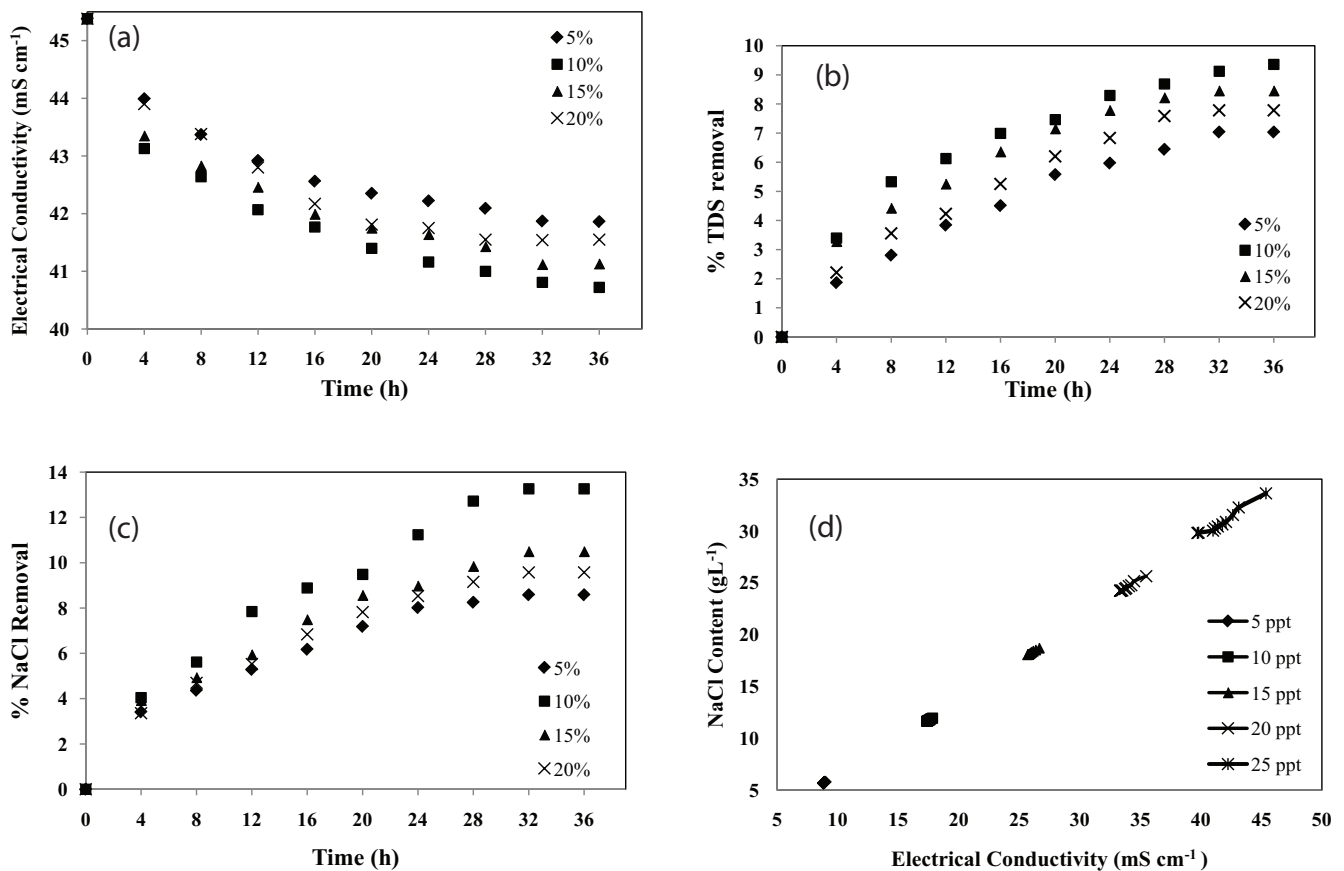 (a)
Electrical Conductivity (mS cm⁻¹)
45
44
43
42
41
40
0 4 8 12 16 20 24 28 32 36
Time (h)
5%
10%
15%
20%
(b)
% TDS removal
10
9
8
7
6
5
4
3
2
1
0
0 4 8 12 16 20 24 28 32 36
Time (h)
5%
10%
15%
20%
(c)
% NaCl Removal
14
12
10
8
6
4
2
0
0 4 8 12 16 20 24 28 32 36
Time (h)
5%
10%
15%
20%
(d)
NaCl Content (gL⁻¹)
35
30
25
20
15
10
5
5 10 15 20 25 30 35 40 45 50
Electrical Conductivity (mS cm⁻¹)
5 ppt
10 ppt
15 ppt
20 ppt
25 ppt